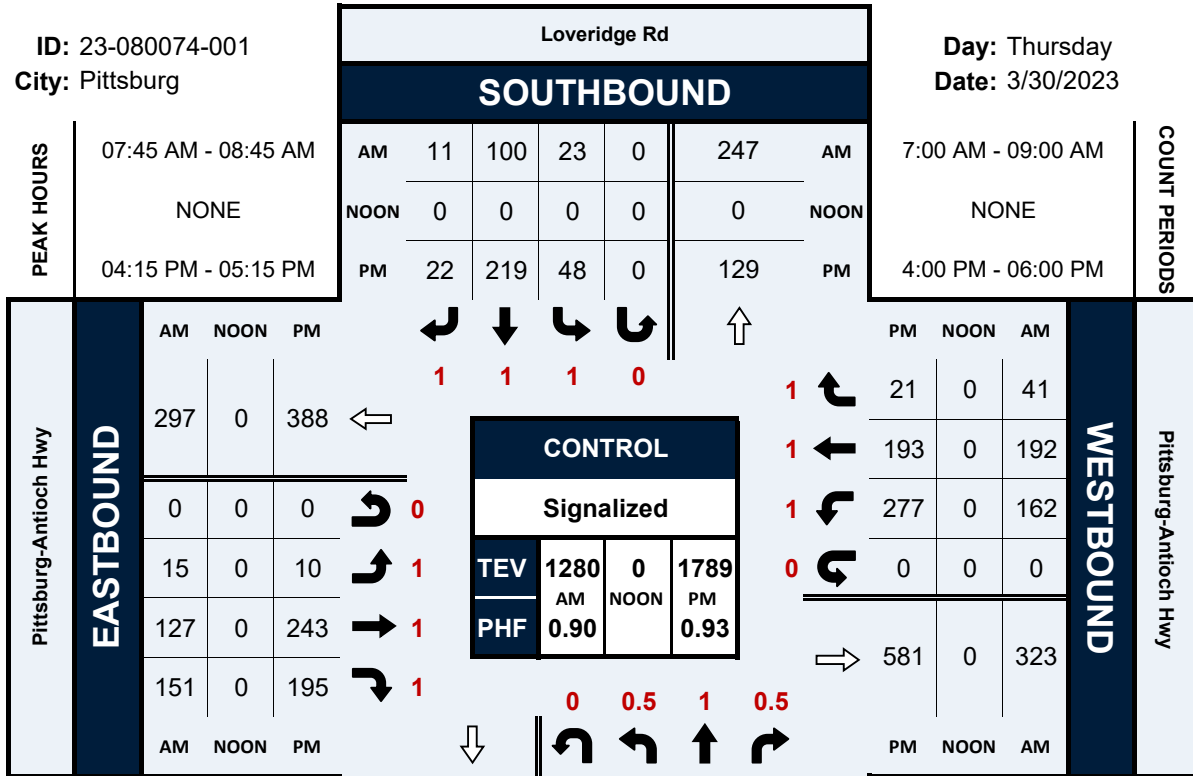 Loveridge Rd
ID: 23-080074-001
Day: Thursday
City: Pittsburg
Date: 3/30/2023
SOUTHBOUND
PEAK HOURS
07:45 AM - 08:45 AM
NONE
04:15 PM - 05:15 PM
AM 11 100 23 0 247 AM
NOON 0 0 0 0 0 NOON
PM 22 219 48 0 129 PM
7:00 AM - 09:00 AM
NONE
4:00 PM - 06:00 PM
COUNT PERIODS
1 1 1 0
Pittsburg-Antioch Hwy
EASTBOUND
AM NOON PM
297 0 388
0 0 0 0
15 0 10 1
127 0 243 1
151 0 195 1
AM NOON PM
CONTROL
Signalized
TEV 1280 0 1789
AM NOON PM
PHF 0.90 0.93
PM NOON AM
1 21 0 41
1 193 0 192
1 277 0 162
0 0 0 0
581 0 323
PM NOON AM
WESTBOUND
Pittsburg-Antioch Hwy
0 0.5 1 0.5